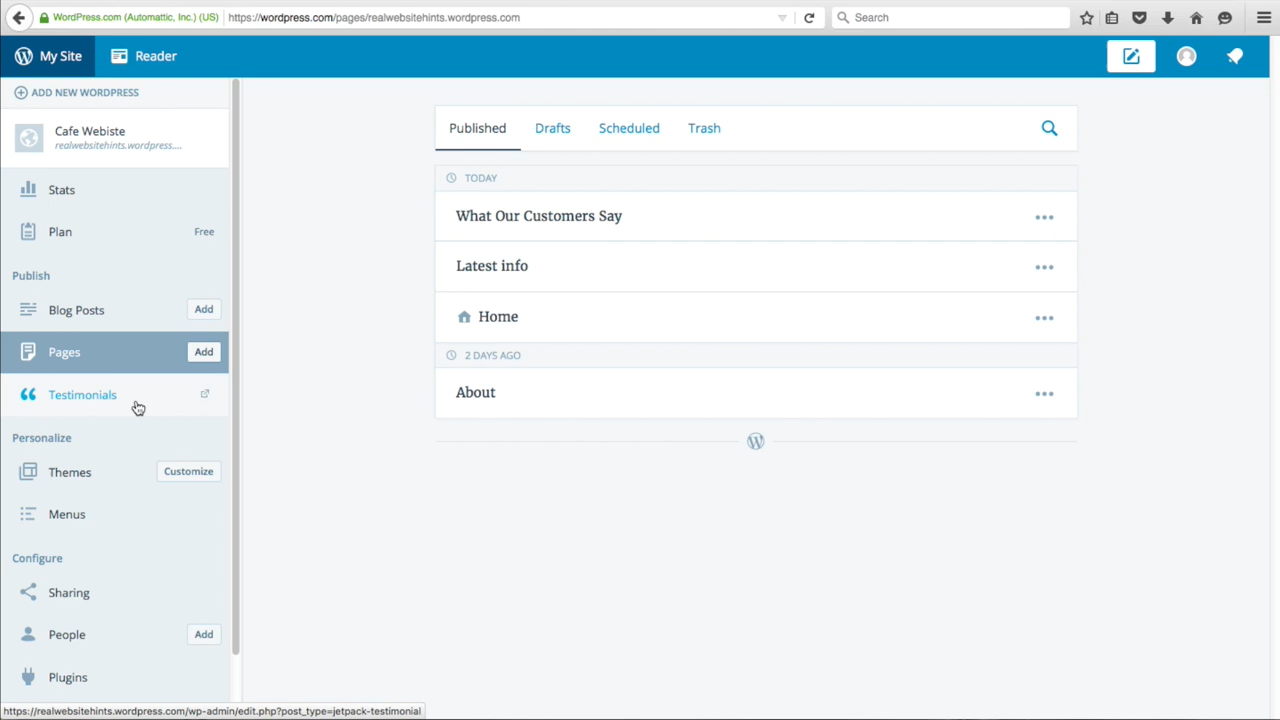 WordPress.com (Automattic, Inc.) (US)
https://wordpress.com/pages/realwebsitehints.wordpress.com
Search
My Site
Reader
ADD NEW WORDPRESS
Cafe Webiste
realwebsitehints.wordpress....
Stats
Plan
Free
Publish
Blog Posts
Add
Pages
Add
Testimonials
Personalize
Themes
Customize
Menus
Configure
Sharing
People
Add
Plugins
Published
Drafts
Scheduled
Trash
TODAY
What Our Customers Say
Latest info
Home
2 DAYS AGO
About
https://realwebsitehints.wordpress.com/wp-admin/edit.php?post_type=jetpack-testimonial